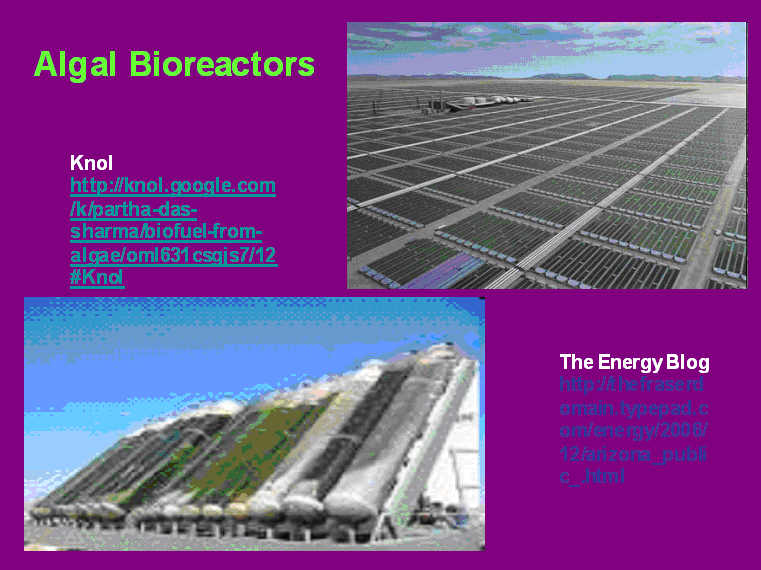 Algal Bioreactors
Knol
http://knol.google.com
/k/partha-das-
sharma/biofuel-from-
algae/oml631csgjs7/12
#Knol
The Energy Blog
http://thefraserd
omain.typepad.c
om/energy/2006/
12/arizona_publi
c_.html